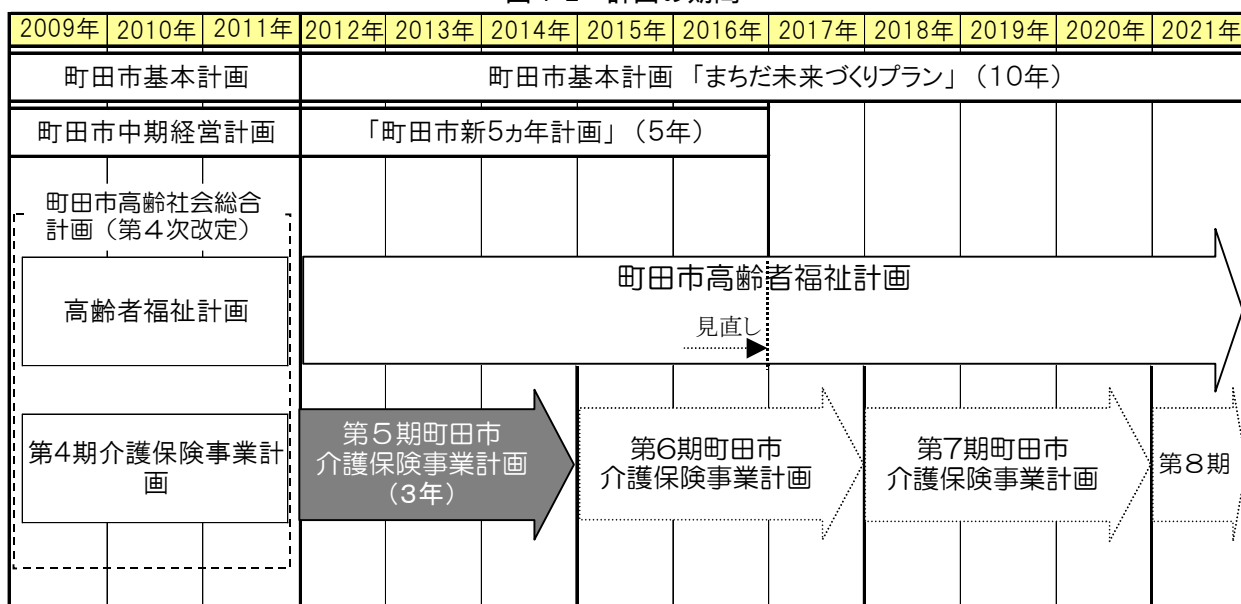 2009年 2010年 2011年 2012年 2013年 2014年 2015年 2016年 2017年 2018年 2019年 2020年 2021年
町田市基本計画 町田市基本計画 「まちだ未来づくりプラン」（10年）
町田市中期経営計画 「町田市新5ヵ年計画」（5年）
町田市高齢社会総合
計画（第4次改定）
高齢者福祉計画
町田市高齢者福祉計画
見直し
第4期介護保険事業計
画
第5期町田市
介護保険事業計画
（3年）
第6期町田市
介護保険事業計画
第7期町田市
介護保険事業計画
第8期